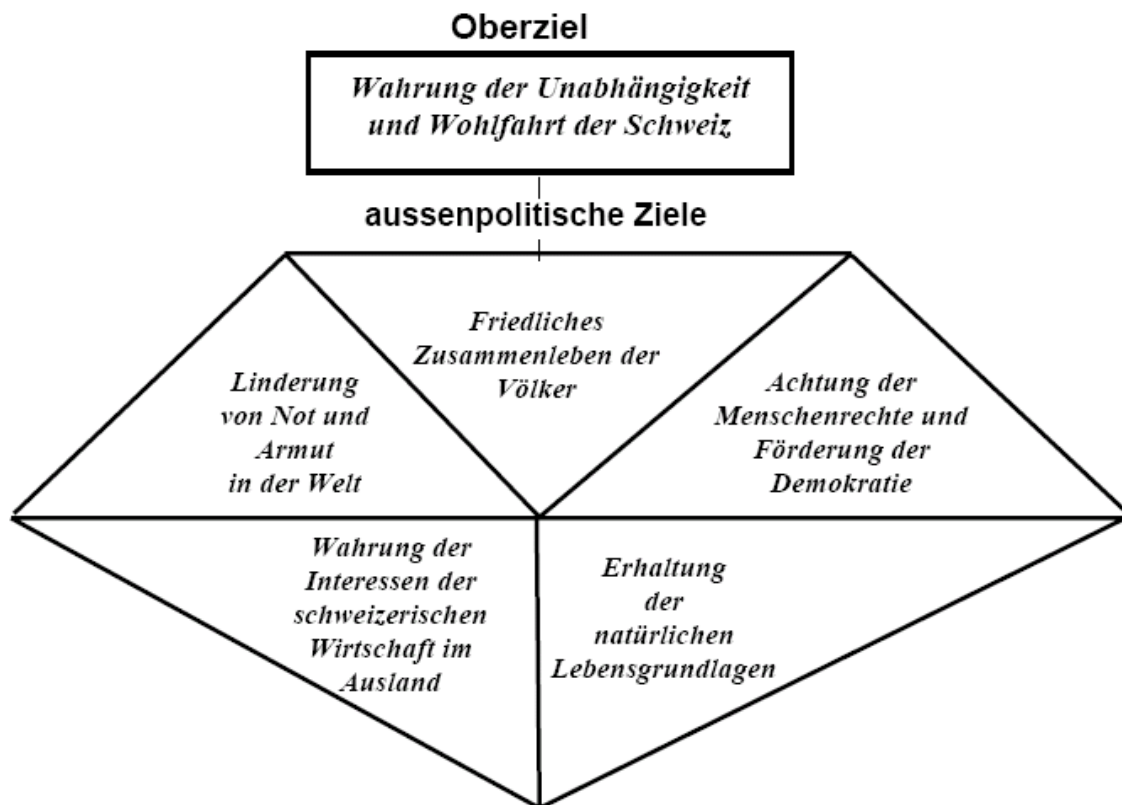 Oberziel
Wahrung der Unabhängigkeit
und Wohlfahrt der Schweiz
aussenpolitische Ziele
Friedliches
Zusammenleben der
Völker
Linderung
von Not und
Armut
in der Welt
Achtung der
Menschenrechte und
Förderung der
Demokratie
Wahrung der
Interessen der
schweizerischen
Wirtschaft im
Ausland
Erhaltung
der
natürlichen
Lebensgrundlagen